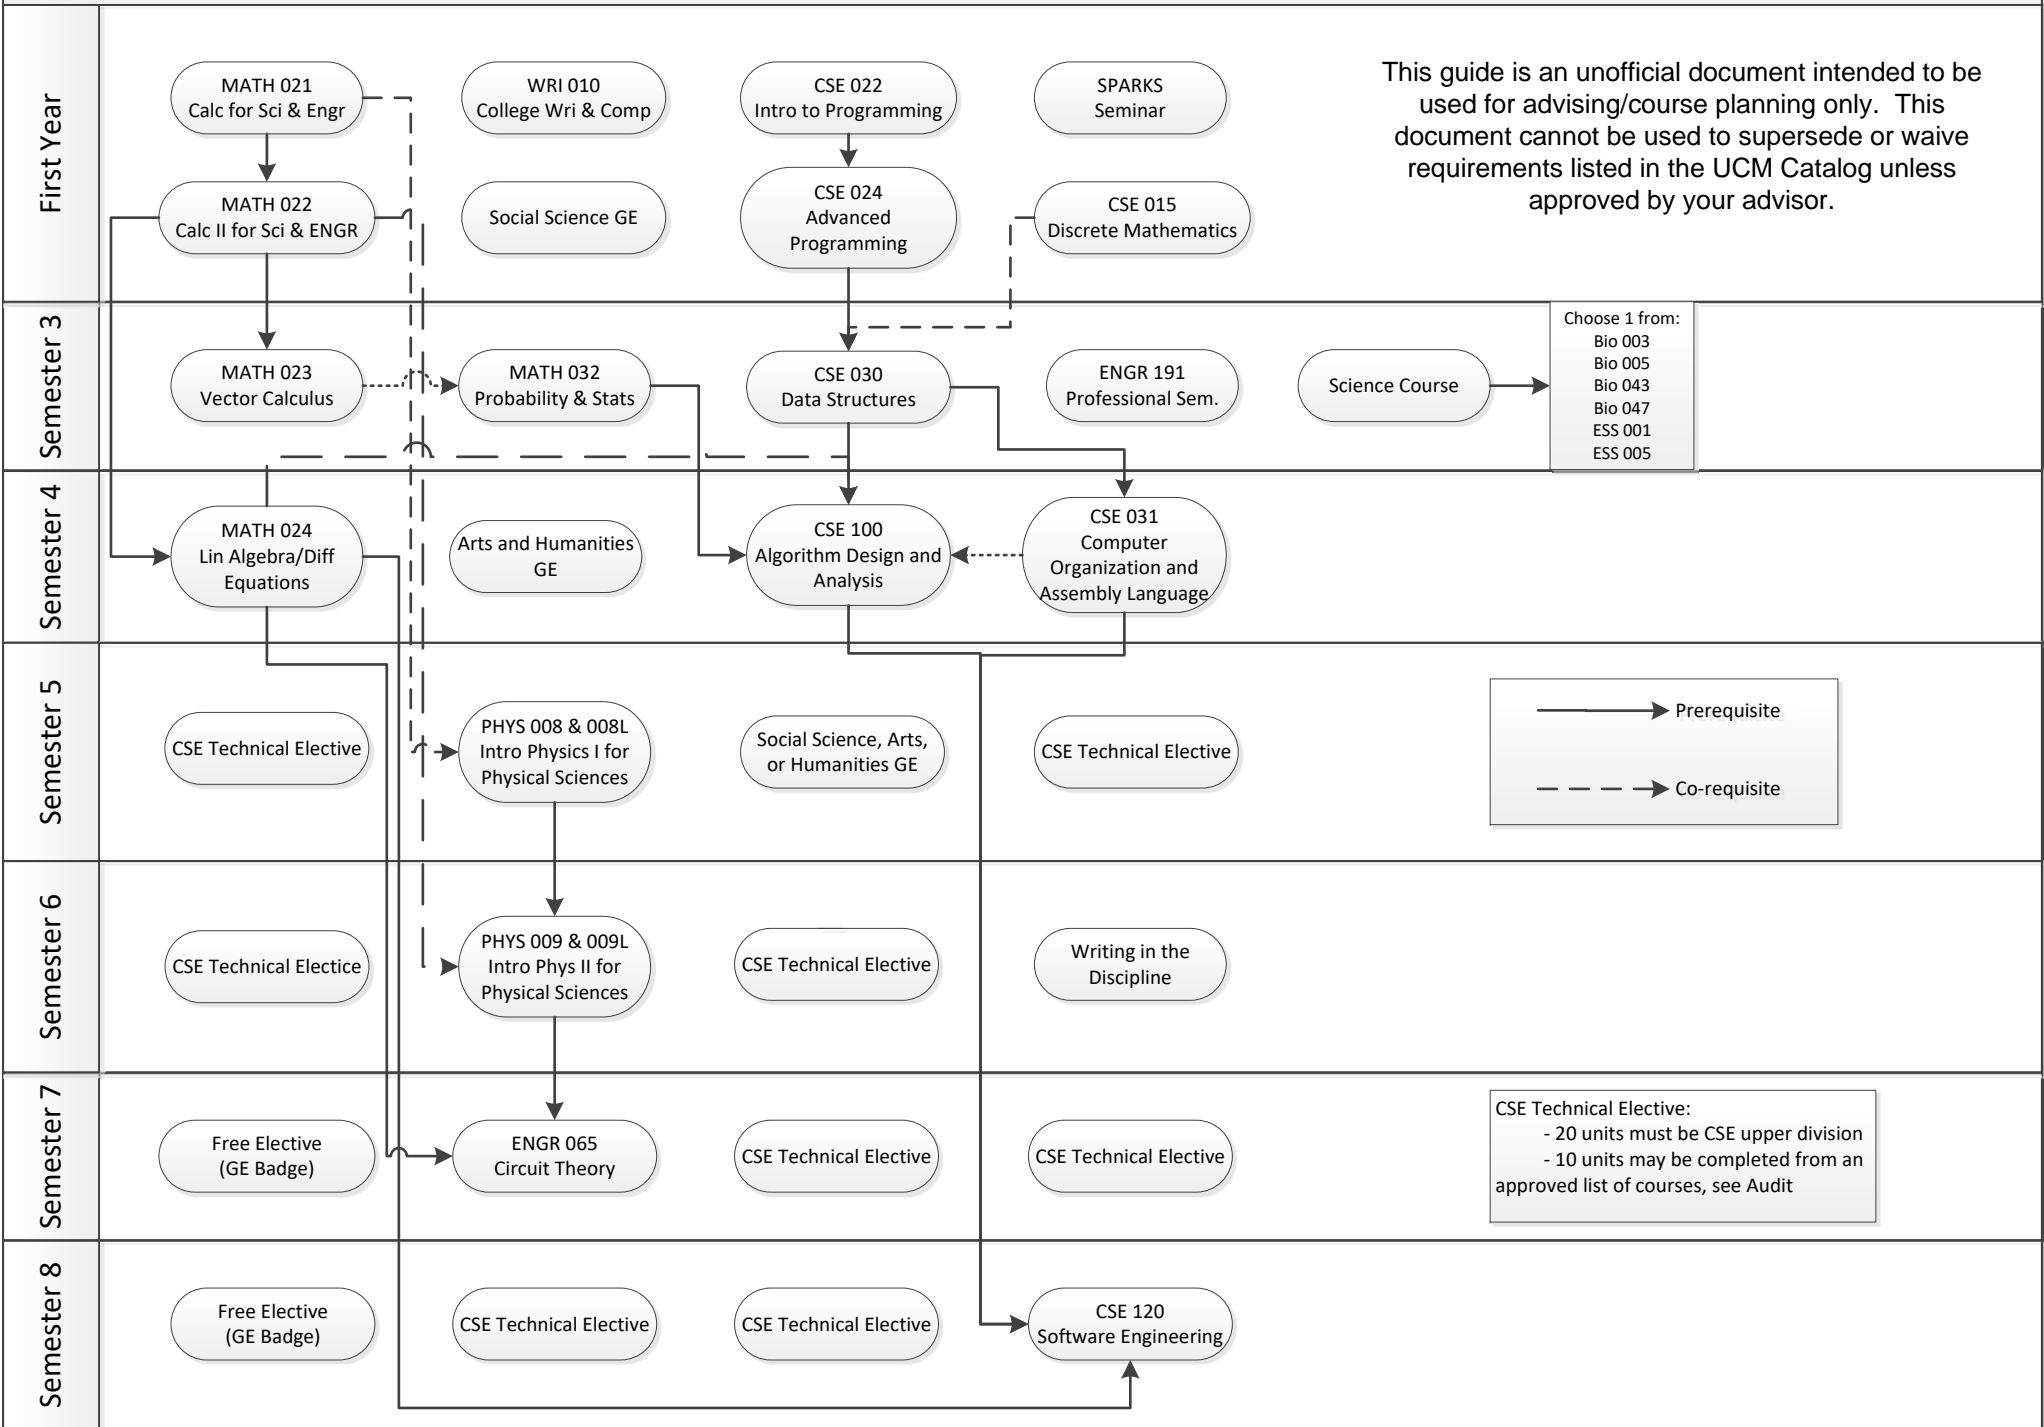 First Year
MATH 021
Calc for Sci & Engr
WRI 010
College Wri & Comp
CSE 022
Intro to Programming
SPARKS
Seminar
This guide is an unofficial document intended to be
used for advising/course planning only. This
document cannot be used to supersede or waive
requirements listed in the UCM Catalog unless
approved by your advisor.
MATH 022
Calc II for Sci & ENGR
Social Science GE
CSE 024
Advanced
Programming
CSE 015
Discrete Mathematics
Semester 3
MATH 023
Vector Calculus
MATH 032
Probability & Stats
CSE 030
Data Structures
ENGR 191
Professional Sem.
Science Course
Choose 1 from:
Bio 003
Bio 005
Bio 043
Bio 047
ESS 001
ESS 005
Semester 4
MATH 024
Lin Algebra/Diff
Equations
Arts and Humanities
GE
CSE 100
Algorithm Design and
Analysis
CSE 031
Computer
Organization and
Assembly Language
Semester 5
CSE Technical Elective
PHYS 008 & 008L
Intro Physics I for
Physical Sciences
Social Science, Arts,
or Humanities GE
CSE Technical Elective
Prerequisite
Co-requisite
Semester 6
CSE Technical Electice
PHYS 009 & 009L
Intro Phys II for
Physical Sciences
CSE Technical Elective
Writing in the
Discipline
Semester 7
Free Elective
(GE Badge)
ENGR 065
Circuit Theory
CSE Technical Elective
CSE Technical Elective
CSE Technical Elective:
- 20 units must be CSE upper division
- 10 units may be completed from an
approved list of courses, see Audit
Semester 8
Free Elective
(GE Badge)
CSE Technical Elective
CSE Technical Elective
CSE 120
Software Engineering